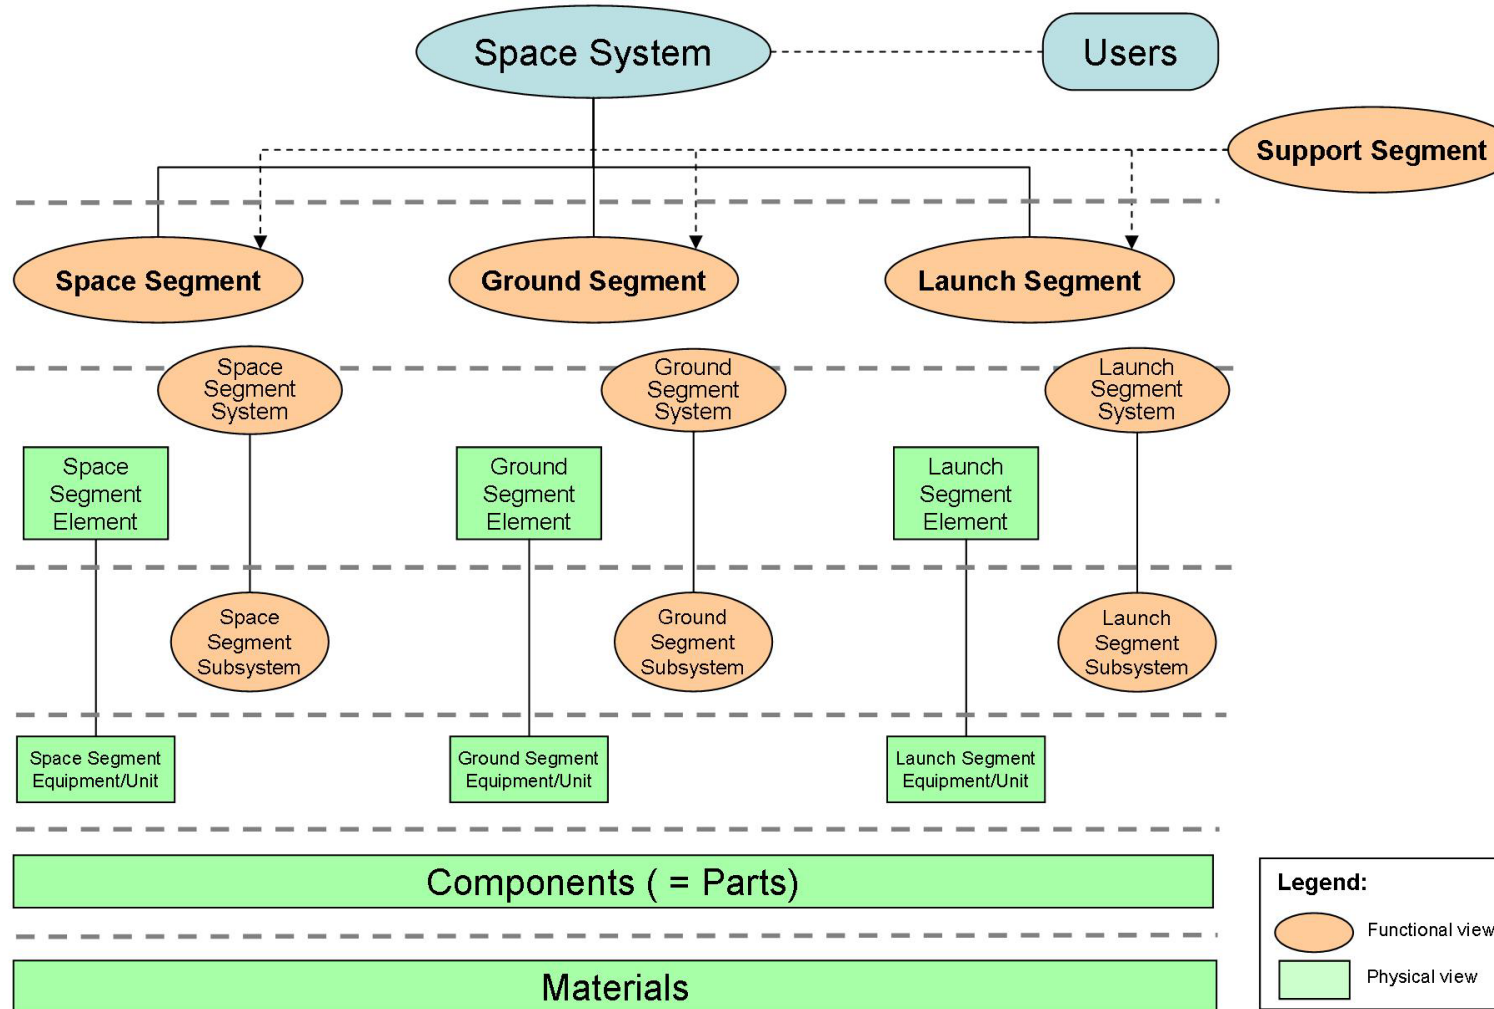 Space System
Users
Support Segment
Space Segment
Ground Segment
Launch Segment
Space
Segment
System
Ground
Segment
System
Launch
Segment
System
Space
Segment
Element
Ground
Segment
Element
Launch
Segment
Element
Space
Segment
Subsystem
Ground
Segment
Subsystem
Launch
Segment
Subsystem
Space Segment
Equipment/Unit
Ground Segment
Equipment/Unit
Launch Segment
Equipment/Unit
Components ( = Parts)
Materials
Legend:
Functional view
Physical view